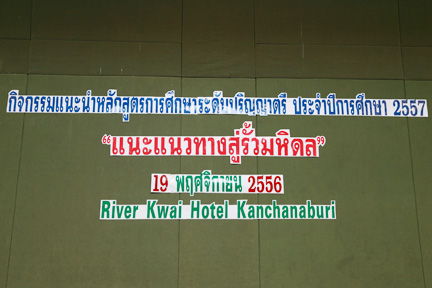 กิจกรรมแนะนำหลักสูตรการศึกษาระดับปริญญาตรี ประจำปีการศึกษา 2557
“แนะแนวทางสู่รั้วมหิดล”
19 พฤศจิกายน 2556
River Kwai Hotel Kanchanaburi